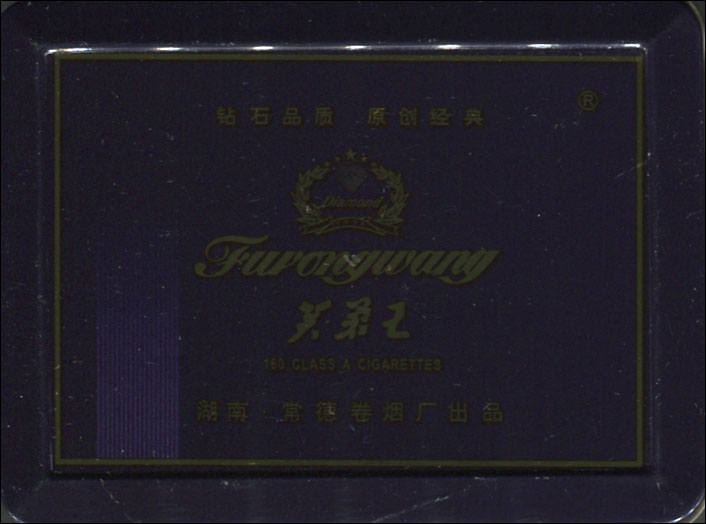 钻石品质 原创经典
®
Diamond
Furongwang
芙蓉王
160 CLASS A CIGARETTES
湖南·常德卷烟厂出品